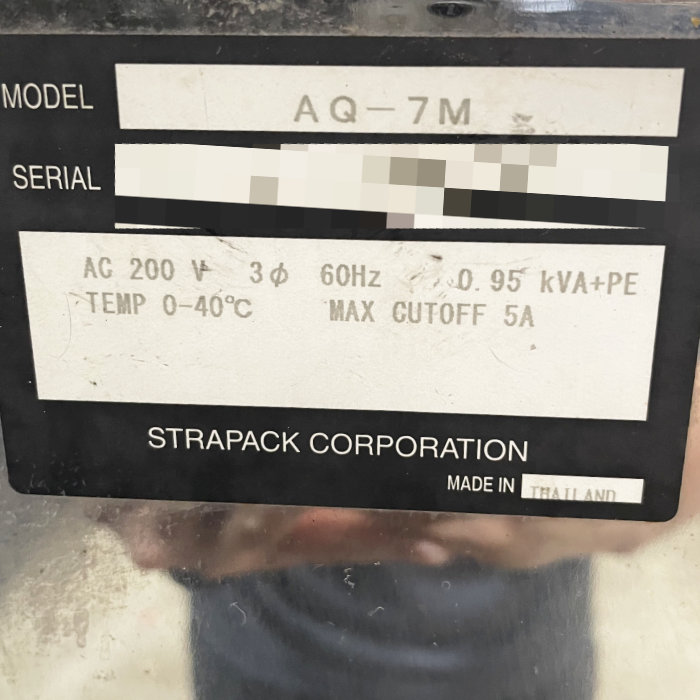 MODEL AQ-7M
SERIAL
AC 200 V 3φ 60Hz 0.95 kVA+PE
TEMP 0-40℃ MAX CUTOFF 5A
STRAPACK CORPORATION
MADE IN THAILAND